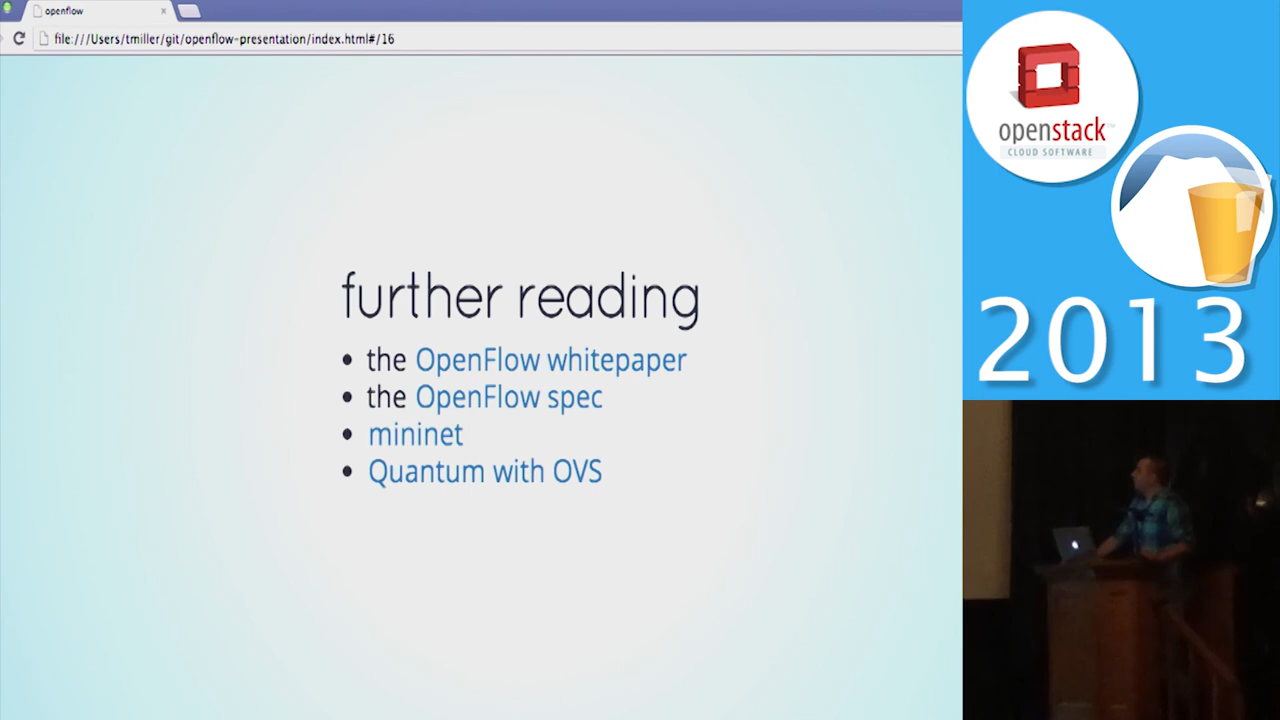 openflow
file:///Users/tmiller/git/openflow-presentation/index.html#/16
further reading
the OpenFlow whitepaper
the OpenFlow spec
mininet
Quantum with OVS
openstack™
CLOUD SOFTWARE
2013